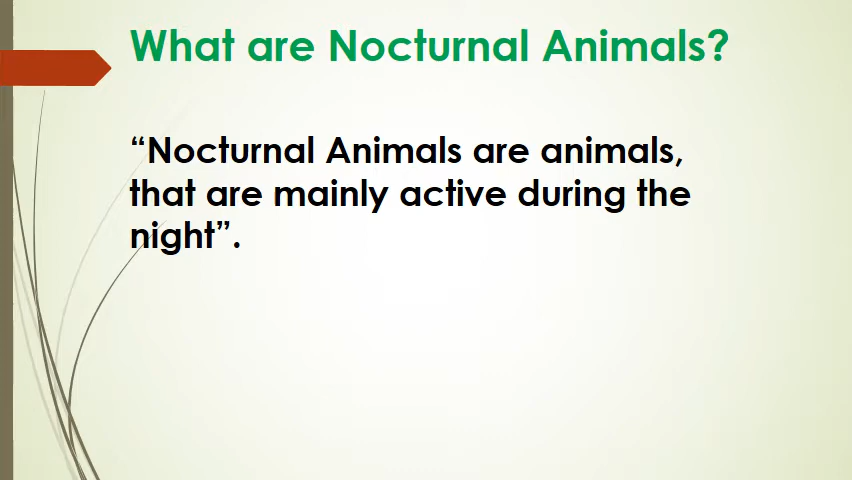 What are Nocturnal Animals?
“Nocturnal Animals are animals,
that are mainly active during the
night”.